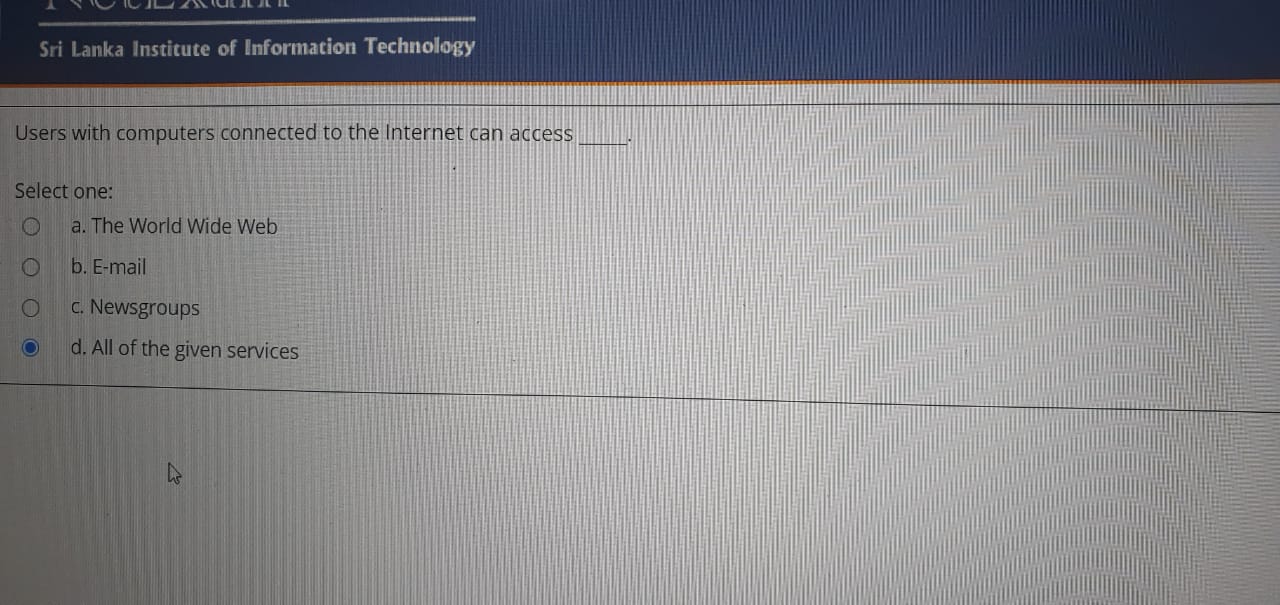 Sri Lanka Institute of Information Technology
Users with computers connected to the Internet can access _____.
Select one:
a. The World Wide Web
b. E-mail
c. Newsgroups
d. All of the given services